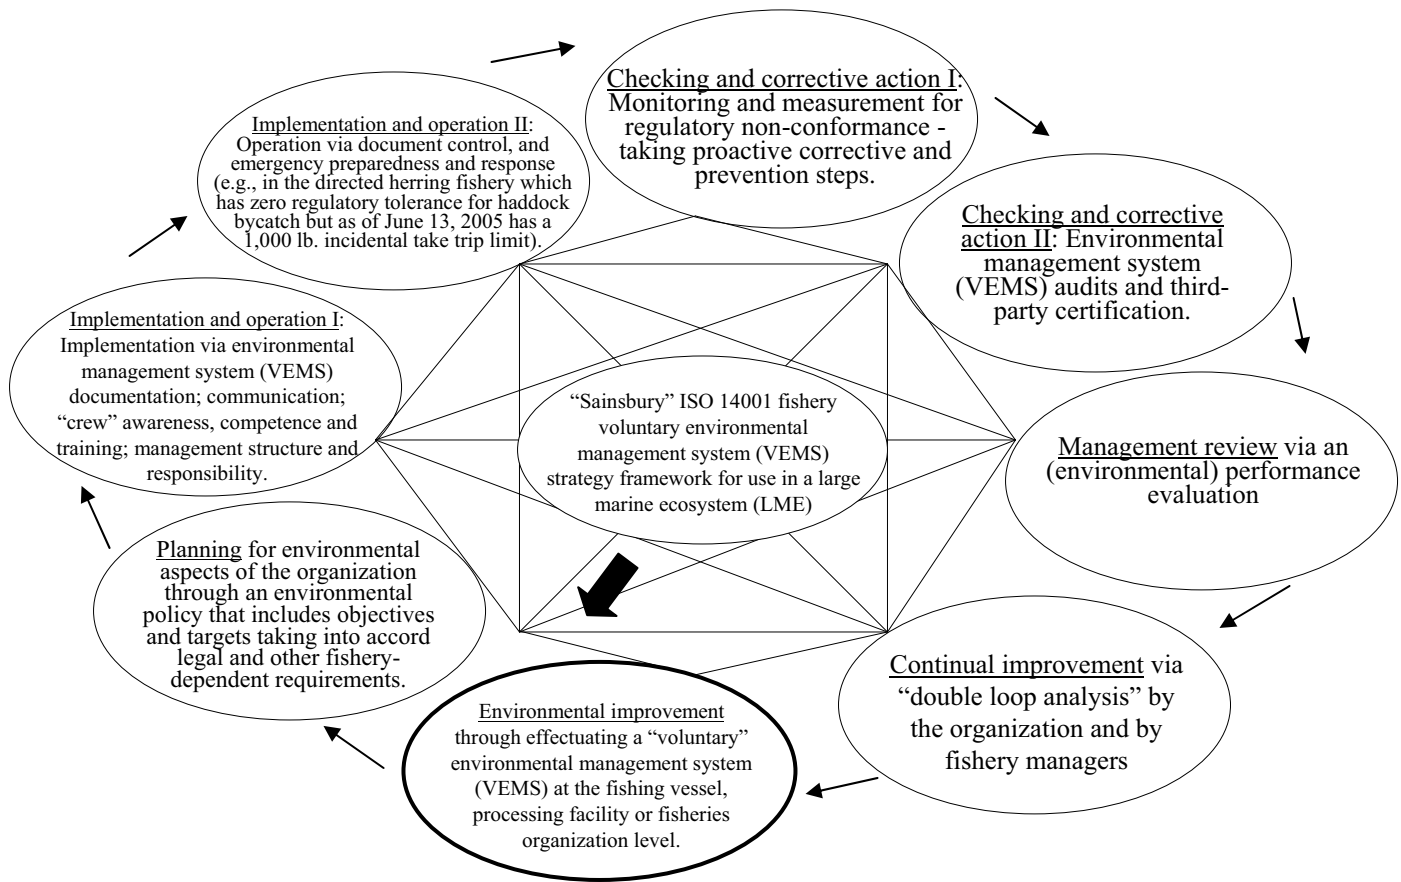 Checking and corrective action I:
Monitoring and measurement for
regulatory non-conformance -
taking proactive corrective and
prevention steps.
Implementation and operation II:
Operation via document control, and
emergency preparedness and response
(e.g., in the directed herring fishery which
has zero regulatory tolerance for haddock
bycatch but as of June 13, 2005 has a
1,000 lb. incidental take trip limit).
Checking and corrective
action II: Environmental
management system
(VEMS) audits and third-
party certification.
Implementation and operation I:
Implementation via environmental
management system (VEMS)
documentation; communication;
“crew” awareness, competence and
training; management structure and
responsibility.
“Sainsbury” ISO 14001 fishery
voluntary environmental
management system (VEMS)
strategy framework for use in a large
marine ecosystem (LME)
Management review via an
(environmental) performance
evaluation
Planning for environmental
aspects of the organization
through an environmental
policy that includes objectives
and targets taking into accord
legal and other fishery-
dependent requirements.
Continual improvement via
“double loop analysis” by
the organization and by
fishery managers
Environmental improvement
through effectuating a “voluntary”
environmental management system
(VEMS) at the fishing vessel,
processing facility or fisheries
organization level.